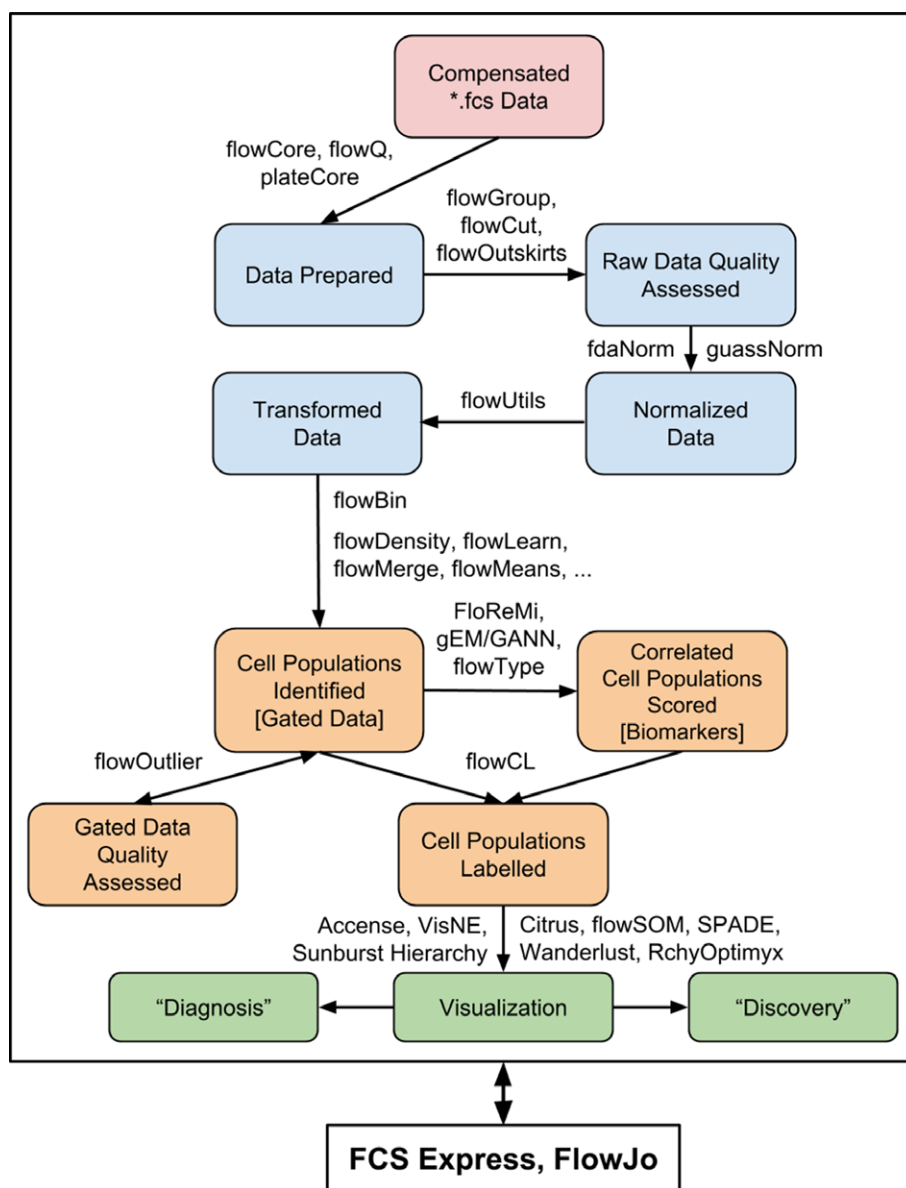 Compensated
*.fcs Data
flowCore, flowQ,
plateCore
flowGroup,
flowCut,
flowOutskirts
Data Prepared
Raw Data Quality
Assessed
fdaNorm
guassNorm
Transformed
Data
flowUtils
Normalized
Data
flowBin
flowDensity, flowLearn,
flowMerge, flowMeans, ...
FloReMi,
gEM/GANN,
flowType
Cell Populations
Identified
[Gated Data]
Correlated
Cell Populations
Scored
[Biomarkers]
flowOutlier
flowCL
Gated Data
Quality
Assessed
Cell Populations
Labelled
Accense, VisNE,
Sunburst Hierarchy
Citrus, flowSOM, SPADE,
Wanderlust, RchyOptimyx
“Diagnosis”
Visualization
“Discovery”
FCS Express, FlowJo